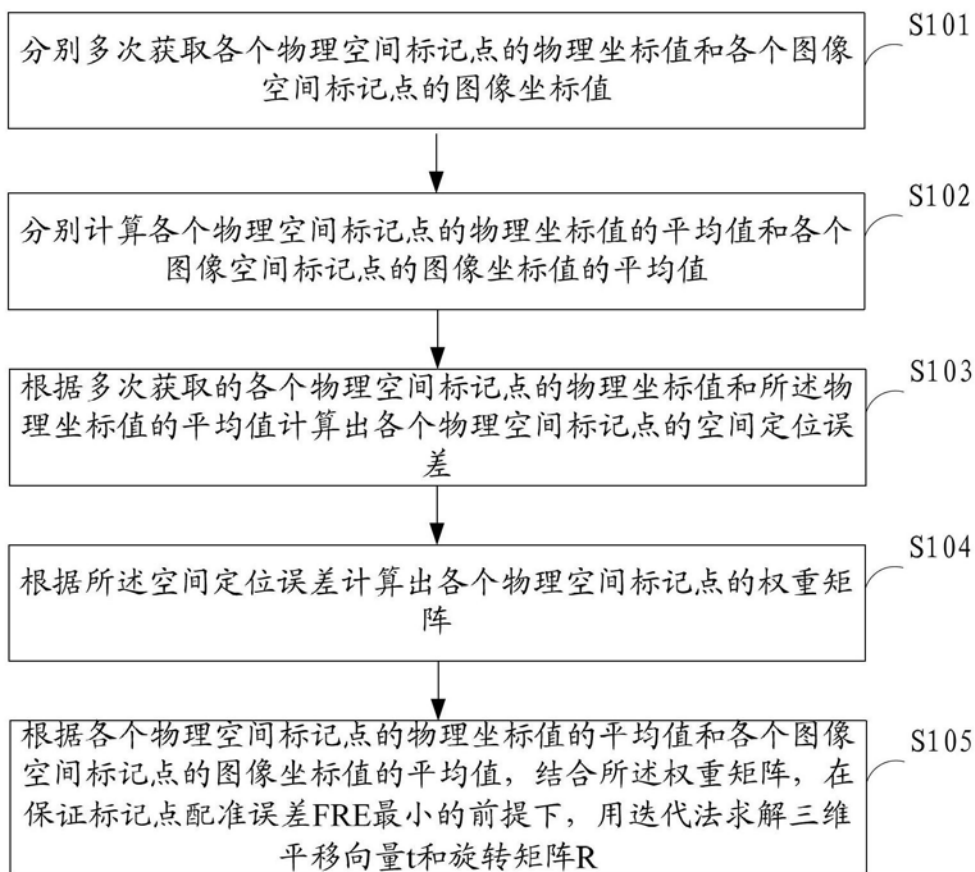 S101
分别多次获取各个物理空间标记点的物理坐标值和各个图像
空间标记点的图像坐标值
S102
分别计算各个物理空间标记点的物理坐标值的平均值和各个
图像空间标记点的图像坐标值的平均值
S103
根据多次获取的各个物理空间标记点的物理坐标值和所述物
理坐标值的平均值计算出各个物理空间标记点的空间定位误
差
S104
根据所述空间定位误差计算出各个物理空间标记点的权重矩
阵
S105
根据各个物理空间标记点的物理坐标值的平均值和各个图像
空间标记点的图像坐标值的平均值，结合所述权重矩阵，在
保证标记点配准误差FRE最小的前提下，用迭代法求解三维
平移向量t和旋转矩阵R